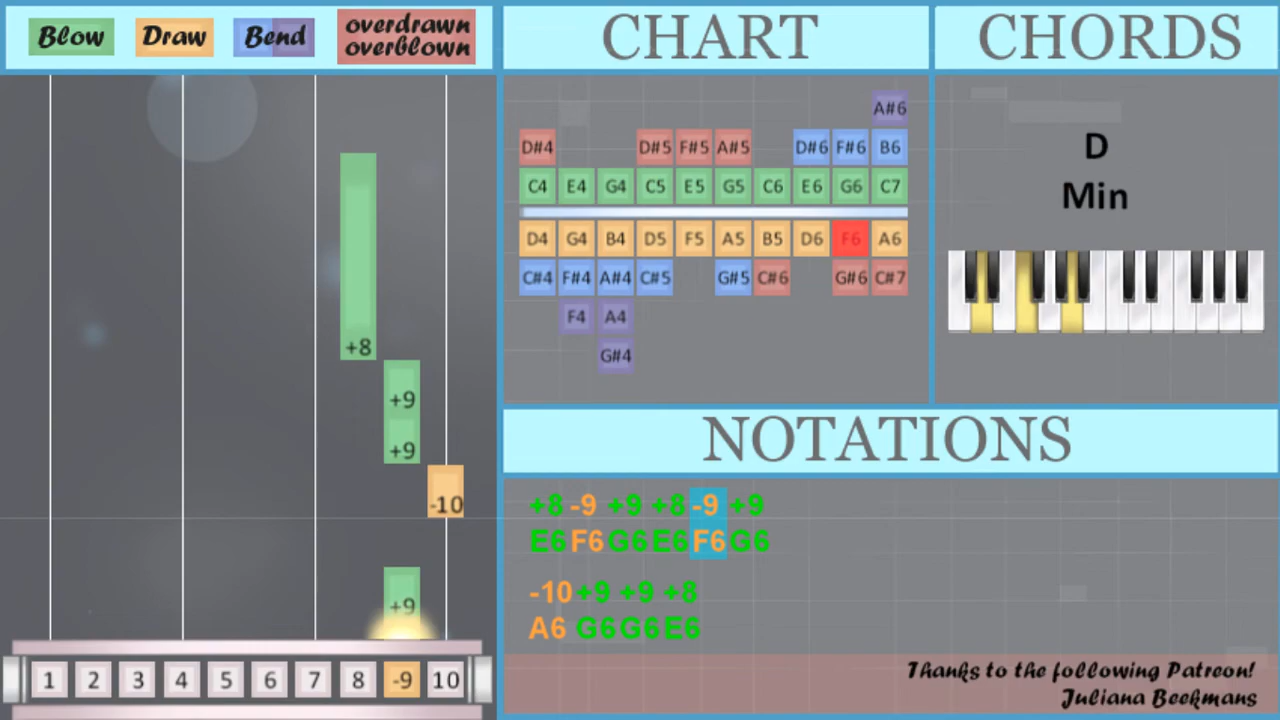 Blow Draw Bend overdrawn overblown
CHART
CHORDS
A#6
D#4 D#5 F#5 A#5 D#6 F#6 B6
C4 E4 G4 C5 E5 G5 C6 E6 G6 C7
D4 G4 B4 D5 F5 A5 B5 D6 F6 A6
C#4 F#4 A#4 C#5 G#5 C#6 G#6 C#7
F4 A4
G#4
D
Min
+8
+9
+9
-10
+9
1 2 3 4 5 6 7 8 -9 10
NOTATIONS
+8 -9 +9 +8 -9 +9
E6 F6 G6 E6 F6 G6
-10 +9 +9 +8
A6 G6 G6 E6
Thanks to the following Patreon!
Juliana Beekmans